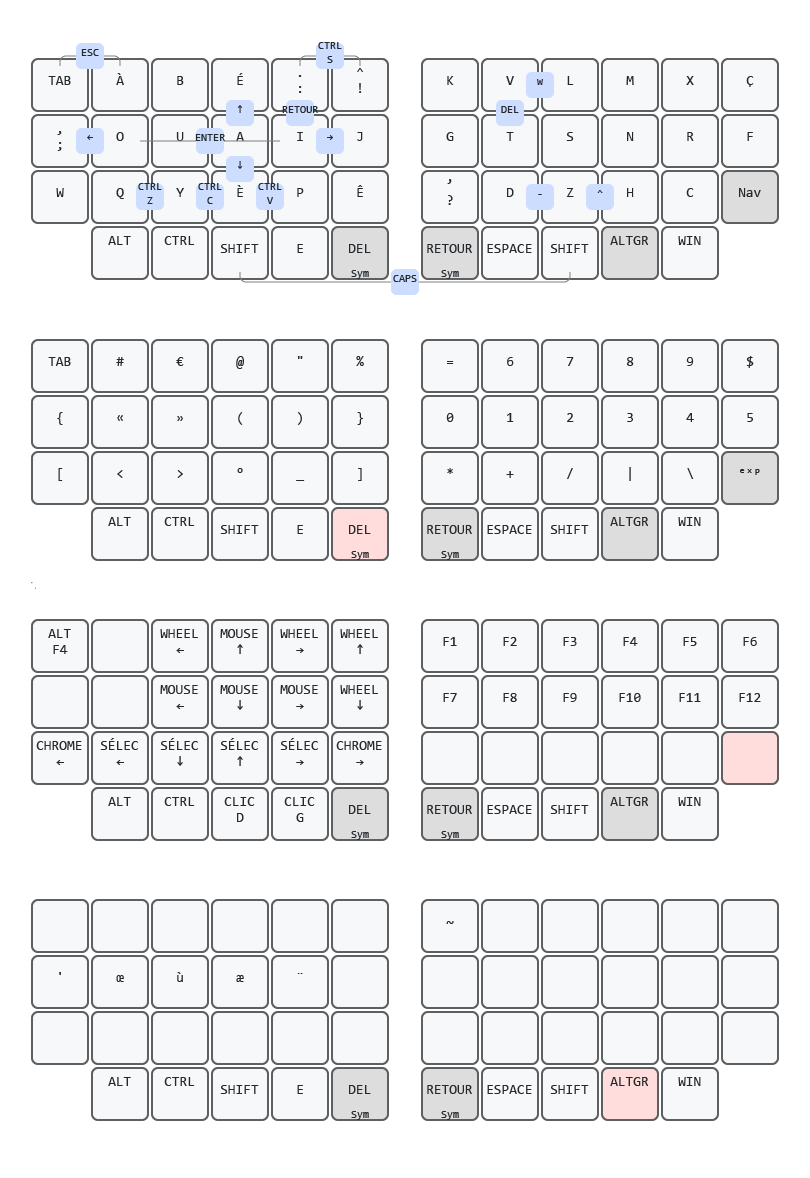 ESC CTRL S
TAB À B É . : ^ ! K V w L M X Ç
↑ RETOUR DEL
, ; ← O U ENTER A I → J G T S N R F
↓
W Q CTRL Z Y CTRL C È CTRL V P Ê ' ? D - Z ^ H C Nav
ALT CTRL SHIFT E DEL Sym RETOUR Sym ESPACE SHIFT ALTGR WIN
CAPS
TAB # € @ " % = 6 7 8 9 $
{ « » ( ) } 0 1 2 3 4 5
[ < > ° _ ] * + / | \ exp
ALT CTRL SHIFT E DEL Sym RETOUR Sym ESPACE SHIFT ALTGR WIN
ALT F4 WHEEL ← MOUSE ↑ WHEEL → WHEEL ↑ F1 F2 F3 F4 F5 F6
MOUSE ← MOUSE ↓ MOUSE → WHEEL ↓ F7 F8 F9 F10 F11 F12
CHROME ← SÉLEC ← SÉLEC ↓ SÉLEC ↑ SÉLEC → CHROME →
ALT CTRL CLIC D CLIC G DEL Sym RETOUR Sym ESPACE SHIFT ALTGR WIN
~
' œ ù æ ¨
ALT CTRL SHIFT E DEL Sym RETOUR Sym ESPACE SHIFT ALTGR WIN